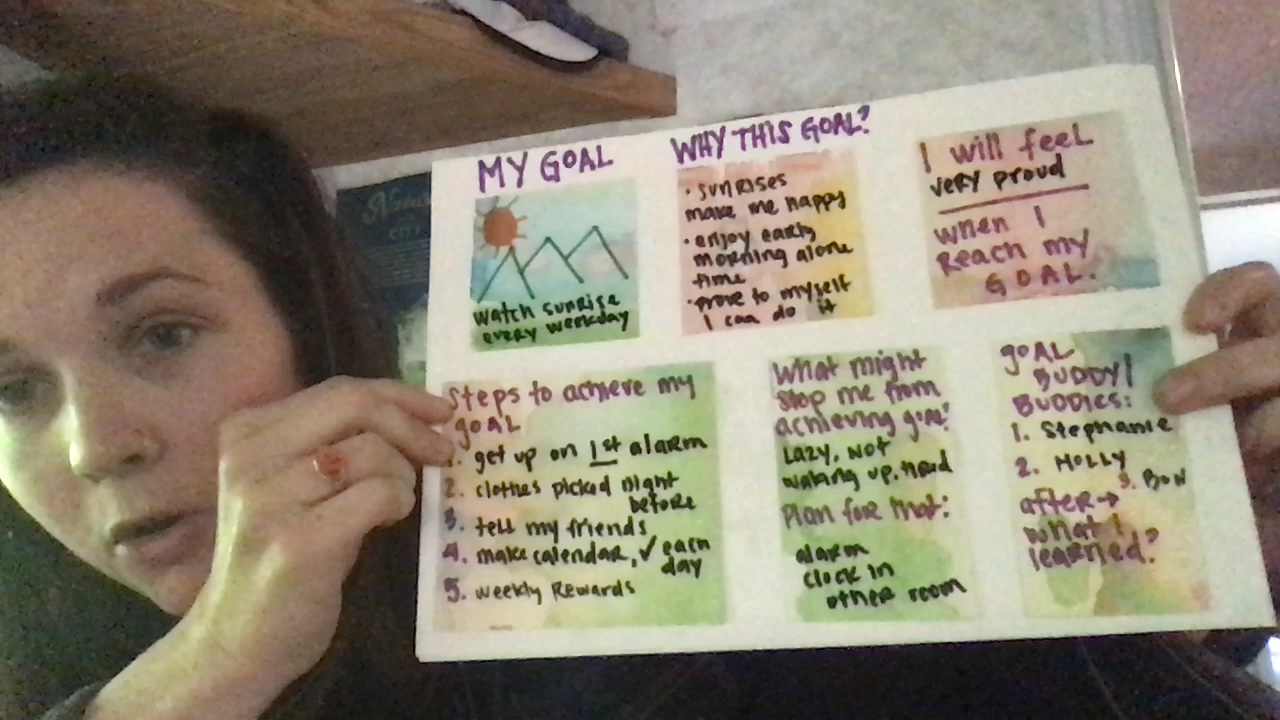 MY GOAL
watch sunrise
every weekday
WHY THIS GOAL?
• sunrises
make me happy
• enjoy early
morning alone
time
• prove to myself
I can do it
I will feel
very proud
when I
reach my
GOAL.
Steps to achieve my
goal
1. get up on 1st alarm
2. clothes picked night
before
3. tell my friends
4. make calendar, ✓ each
day
5. weekly Rewards
What might
stop me from
achieving goal?
Lazy, not
waking up,
Plan for that:
alarm
clock in
other room
goal
BUDDY/
BUDDIES:
1. Stephanie
2. Holly
3.
after →
what I
learned?